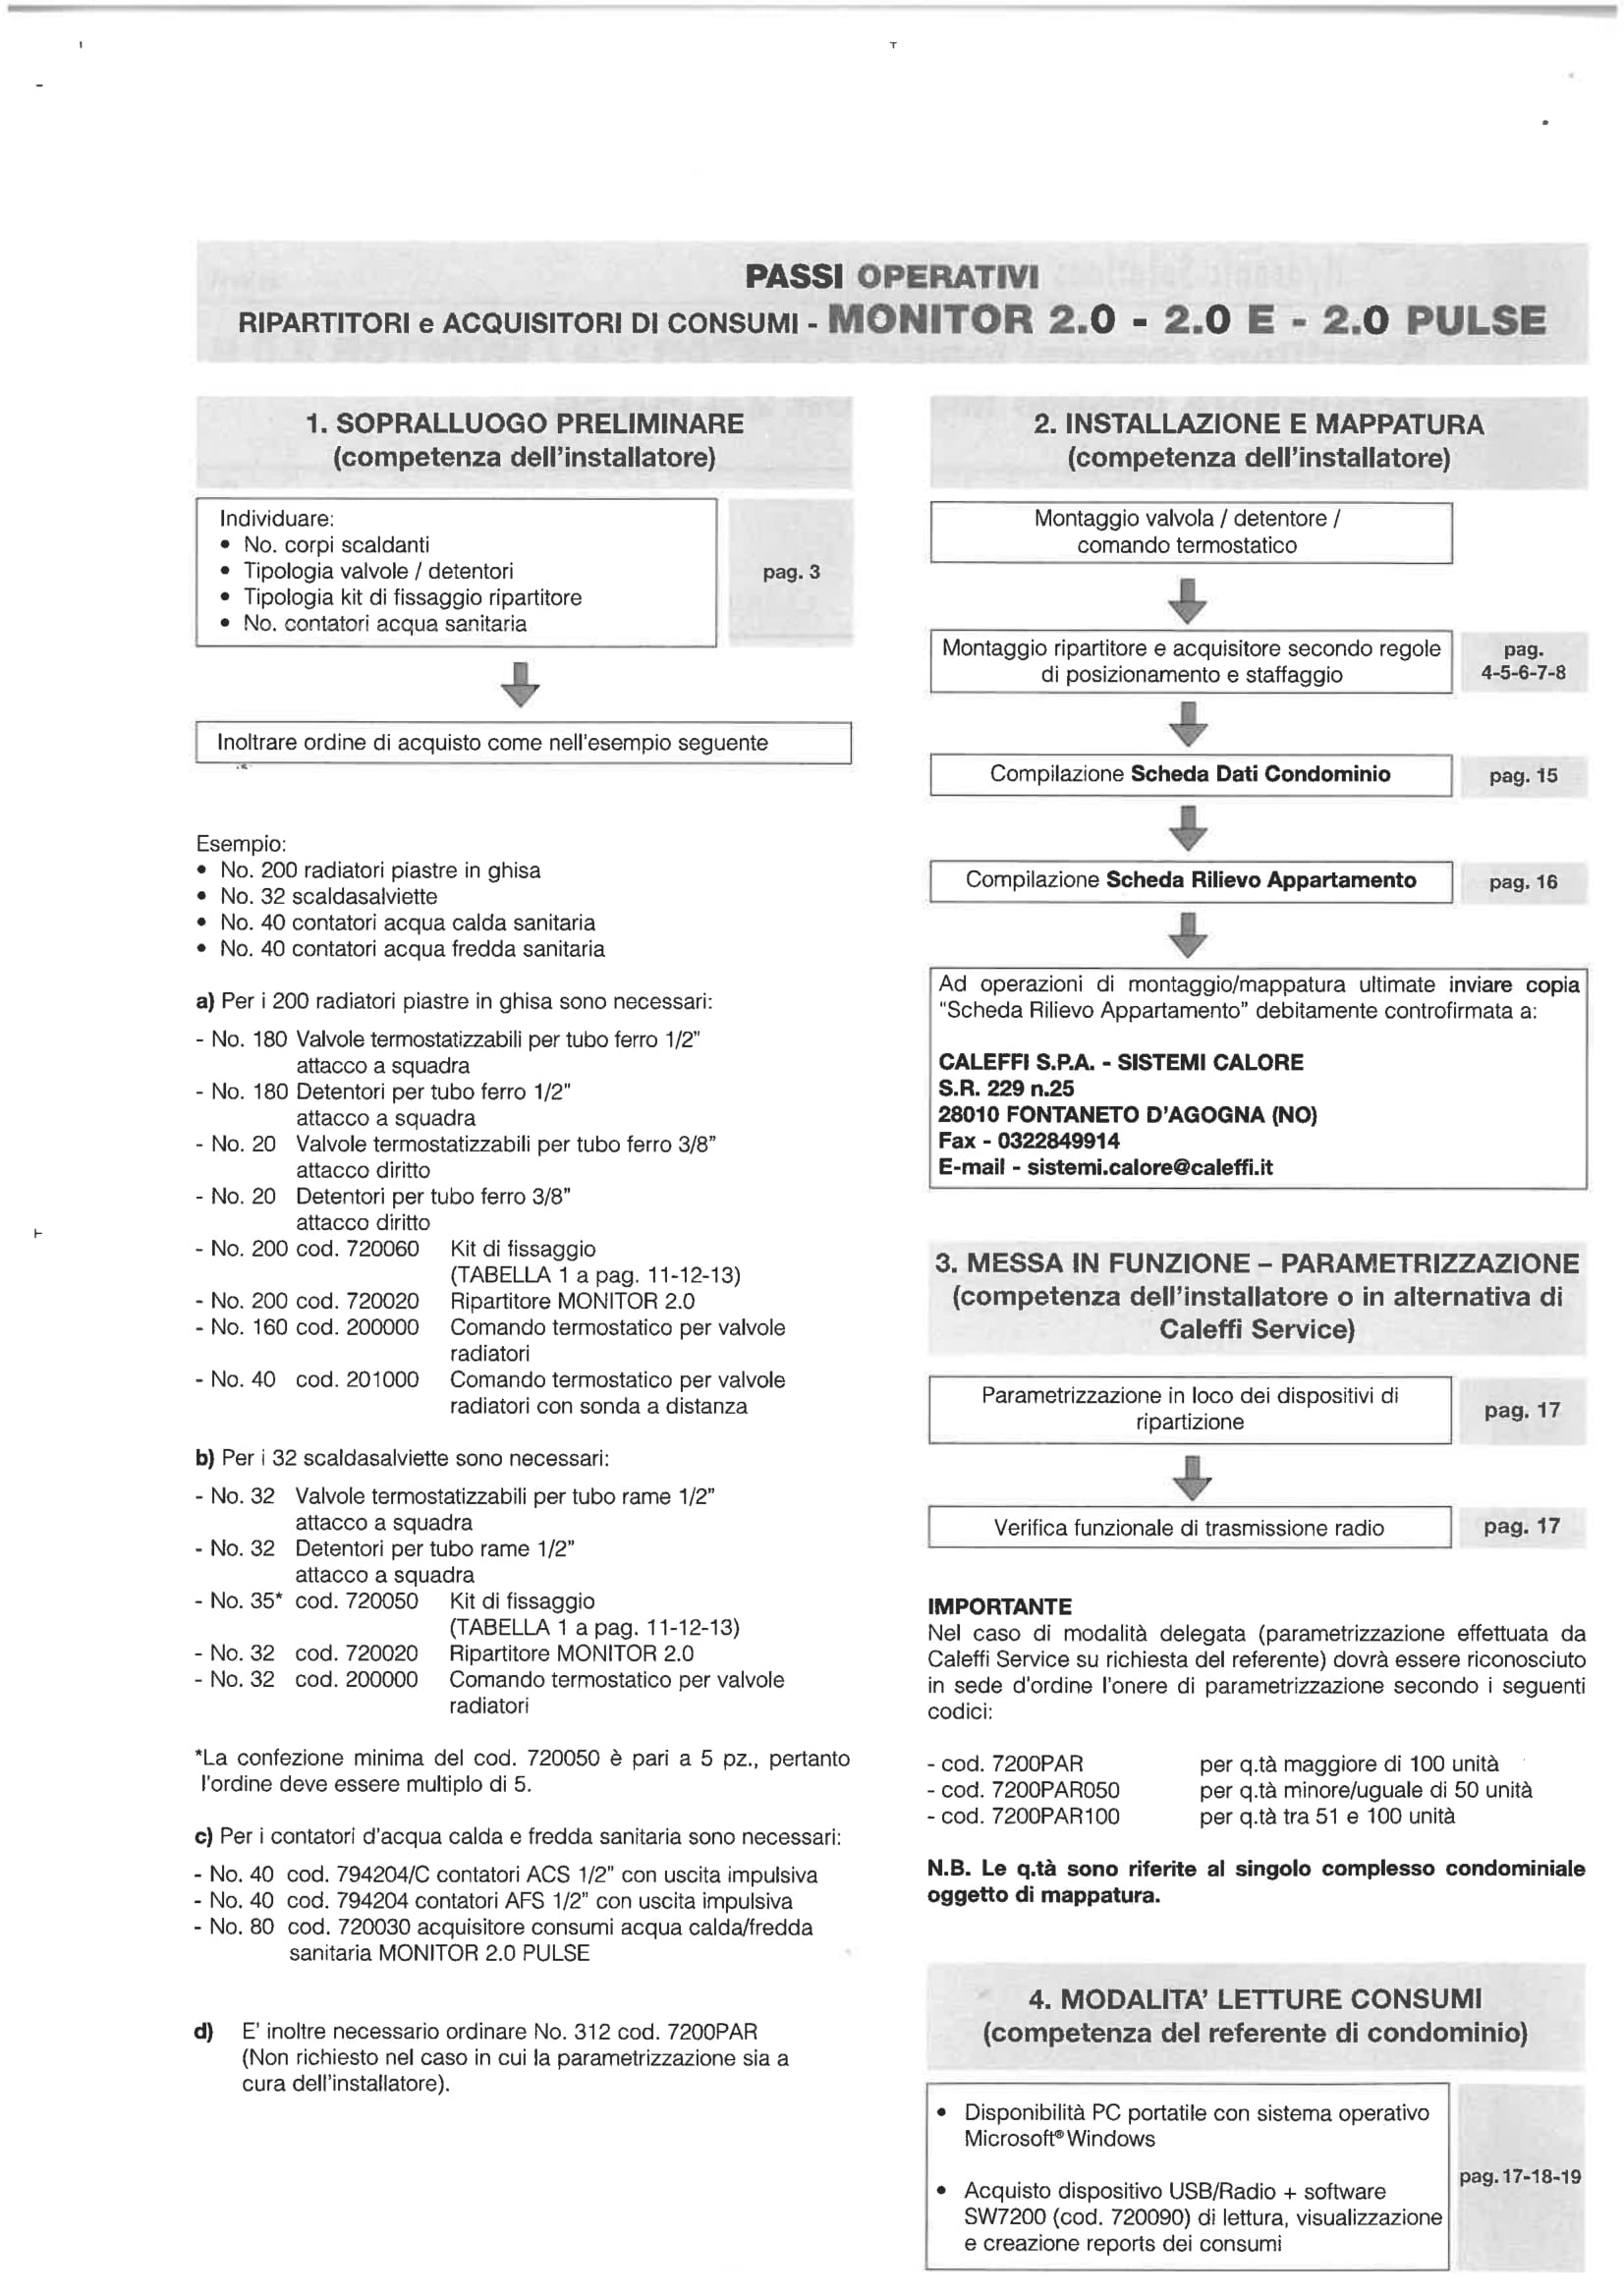 PASSI OPERATIVI
RIPARTITORI e ACQUISITORI DI CONSUMI - MONITOR 2.0 - 2.0 E - 2.0 PULSE
1. SOPRALLUOGO PRELIMINARE
(competenza dell'installatore)
Individuare:
• No. corpi scaldanti
• Tipologia valvole / detentori
• Tipologia kit di fissaggio ripartitore
• No. contatori acqua sanitaria
pag. 3
Inoltrare ordine di acquisto come nell'esempio seguente
Esempio:
• No. 200 radiatori piastre in ghisa
• No. 32 scaldasalviette
• No. 40 contatori acqua calda sanitaria
• No. 40 contatori acqua fredda sanitaria
a) Per i 200 radiatori piastre in ghisa sono necessari:
- No. 180 Valvole termostatizzabili per tubo ferro 1/2"
attacco a squadra
- No. 180 Detentori per tubo ferro 1/2"
attacco a squadra
- No. 20 Valvole termostatizzabili per tubo ferro 3/8"
attacco diritto
- No. 20 Detentori per tubo ferro 3/8"
attacco diritto
- No. 200 cod. 720060 Kit di fissaggio
(TABELLA 1 a pag. 11-12-13)
- No. 200 cod. 720020 Ripartitore MONITOR 2.0
- No. 160 cod. 200000 Comando termostatico per valvole
radiatori
- No. 40 cod. 201000 Comando termostatico per valvole
radiatori con sonda a distanza
b) Per i 32 scaldasalviette sono necessari:
- No. 32 Valvole termostatizzabili per tubo rame 1/2"
attacco a squadra
- No. 32 Detentori per tubo rame 1/2"
attacco a squadra
- No. 35* cod. 720050 Kit di fissaggio
(TABELLA 1 a pag. 11-12-13)
- No. 32 cod. 720020 Ripartitore MONITOR 2.0
- No. 32 cod. 200000 Comando termostatico per valvole
radiatori
*La confezione minima del cod. 720050 è pari a 5 pz., pertanto
l'ordine deve essere multiplo di 5.
c) Per i contatori d'acqua calda e fredda sanitaria sono necessari:
- No. 40 cod. 794204/C contatori ACS 1/2" con uscita impulsiva
- No. 40 cod. 794204 contatori AFS 1/2" con uscita impulsiva
- No. 80 cod. 720030 acquisitore consumi acqua calda/fredda
sanitaria MONITOR 2.0 PULSE
d) E' inoltre necessario ordinare No. 312 cod. 7200PAR
(Non richiesto nel caso in cui la parametrizzazione sia a
cura dell'installatore).
2. INSTALLAZIONE E MAPPATURA
(competenza dell'installatore)
Montaggio valvola / detentore /
comando termostatico
Montaggio ripartitore e acquisitore secondo regole
di posizionamento e staffaggio
pag.
4-5-6-7-8
Compilazione Scheda Dati Condominio
pag. 15
Compilazione Scheda Rilievo Appartamento
pag. 16
Ad operazioni di montaggio/mappatura ultimate inviare copia
"Scheda Rilievo Appartamento" debitamente controfirmata a:
CALEFFI S.P.A. - SISTEMI CALORE
S.R. 229 n.25
28010 FONTANETO D'AGOGNA (NO)
Fax - 0322849914
E-mail - sistemi.calore@caleffi.it
3. MESSA IN FUNZIONE – PARAMETRIZZAZIONE
(competenza dell'installatore o in alternativa di
Caleffi Service)
Parametrizzazione in loco dei dispositivi di
ripartizione
pag. 17
Verifica funzionale di trasmissione radio
pag. 17
IMPORTANTE
Nel caso di modalità delegata (parametrizzazione effettuata da
Caleffi Service su richiesta del referente) dovrà essere riconosciuto
in sede d'ordine l'onere di parametrizzazione secondo i seguenti
codici:
- cod. 7200PAR per q.tà maggiore di 100 unità
- cod. 7200PAR050 per q.tà minore/uguale di 50 unità
- cod. 7200PAR100 per q.tà tra 51 e 100 unità
N.B. Le q.tà sono riferite al singolo complesso condominiale
oggetto di mappatura.
4. MODALITA' LETTURE CONSUMI
(competenza del referente di condominio)
• Disponibilità PC portatile con sistema operativo
Microsoft® Windows
• Acquisto dispositivo USB/Radio + software
SW7200 (cod. 720090) di lettura, visualizzazione
e creazione reports dei consumi
pag. 17-18-19